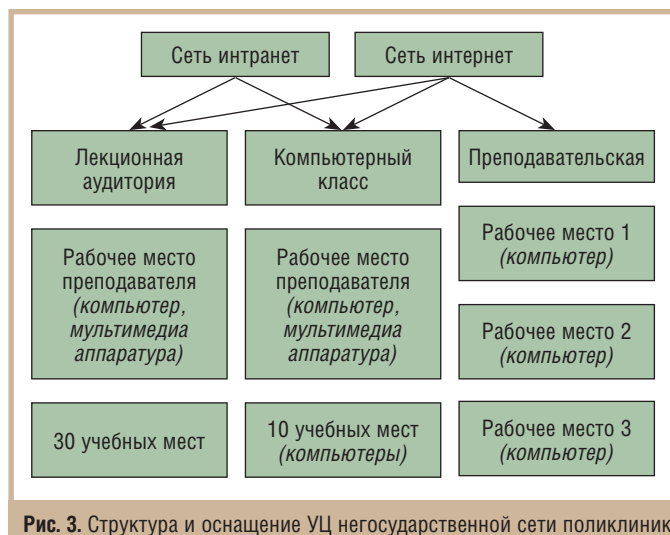 Сеть интранет
Сеть интернет
Лекционная
аудитория
Компьютерный
класс
Преподавательская
Рабочее место
преподавателя
(компьютер,
мультимедиа
аппаратура)
Рабочее место
преподавателя
(компьютер,
мультимедиа
аппаратура)
Рабочее место 1
(компьютер)
Рабочее место 2
(компьютер)
30 учебных мест
10 учебных мест
(компьютеры)
Рабочее место 3
(компьютер)
Рис. 3. Структура и оснащение УЦ негосударственной сети поликлиник